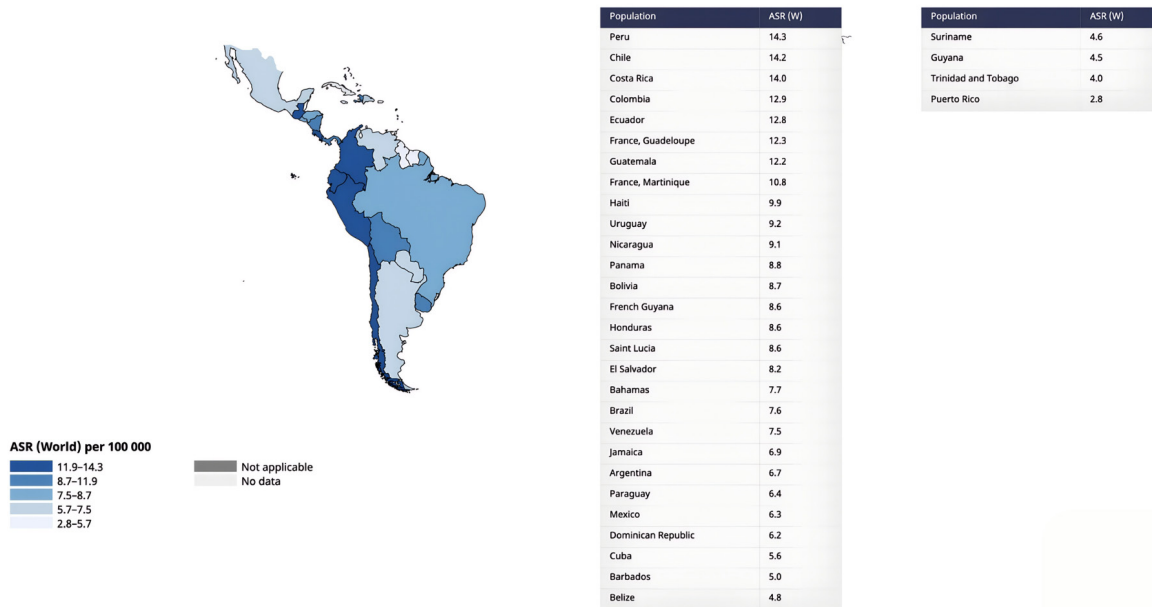 ASR (World) per 100 000
11.9–14.3
8.7–11.9
7.5–8.7
5.7–7.5
2.8–5.7
Not applicable
No data
Population ASR (W)
Peru 14.3
Chile 14.2
Costa Rica 14.0
Colombia 12.9
Ecuador 12.8
France, Guadeloupe 12.3
Guatemala 12.2
France, Martinique 10.8
Haiti 9.9
Uruguay 9.2
Nicaragua 9.1
Panama 8.8
Bolivia 8.7
French Guyana 8.6
Honduras 8.6
Saint Lucia 8.6
El Salvador 8.2
Bahamas 7.7
Brazil 7.6
Venezuela 7.5
Jamaica 6.9
Argentina 6.7
Paraguay 6.4
Mexico 6.3
Dominican Republic 6.2
Cuba 5.6
Barbados 5.0
Belize 4.8
Population ASR (W)
Suriname 4.6
Guyana 4.5
Trinidad and Tobago 4.0
Puerto Rico 2.8